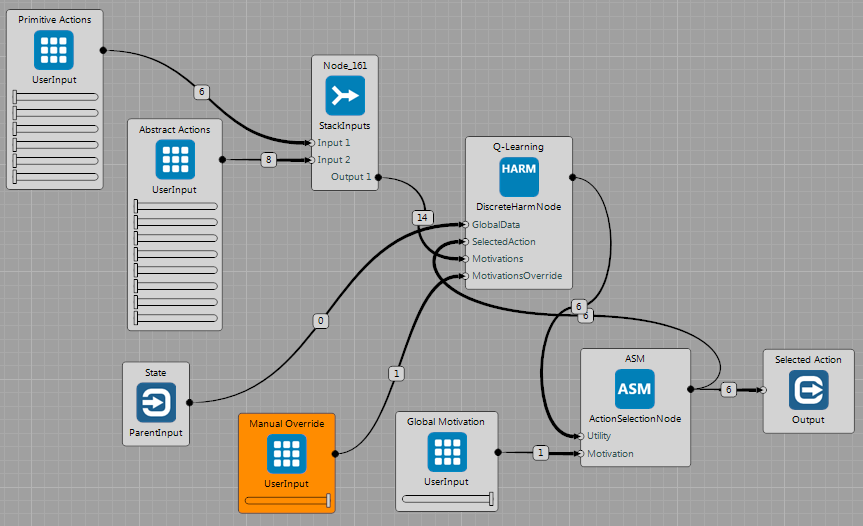 Primitive Actions
UserInput
6
Abstract Actions
UserInput
8
Node_161
StackInputs
Input 1
Input 2
Output 1
14
Q-Learning
HARM
DiscreteHarmNode
GlobalData
SelectedAction
Motivations
MotivationsOverride
0
1
6
6
State
ParentInput
Manual Override
UserInput
Global Motivation
UserInput
1
ASM
ASM
ActionSelectionNode
Utility
Motivation
6
Selected Action
Output